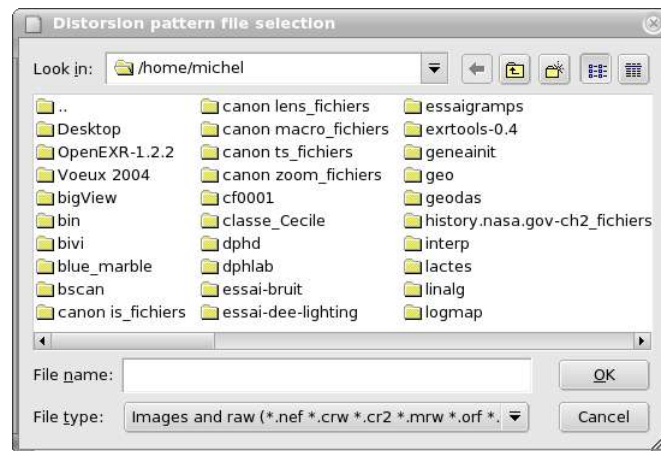 Distorsion pattern file selection
Look in: /home/michel
.. canon lens_fichiers essaigramps
Desktop canon macro_fichiers exrtools-0.4
OpenEXR-1.2.2 canon ts_fichiers geneainit
Voeux 2004 canon zoom_fichiers geo
bigView cf0001 geodas
bin classe_Cecile history.nasa.gov-ch2_fichiers
bivi dphd interp
blue_marble dphlab lactes
bscan essai-bruit linalg
canon is_fichiers essai-dee-lighting logmap
File name: OK
File type: Images and raw (*.nef *.crw *.cr2 *.mrw *.orf *. Cancel